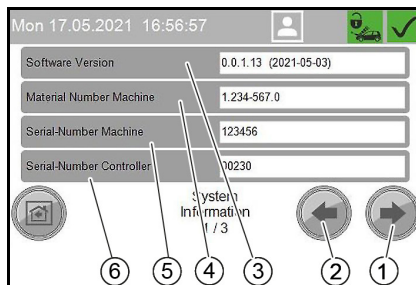 Mon 17.05.2021 16:56:57
Software Version 0.0.1.13 (2021-05-03)
Material Number Machine 1.234-567.0
Serial-Number Machine 123456
Serial-Number Controller 00230
System
Information
1 / 3
6 5 4 3 2 1